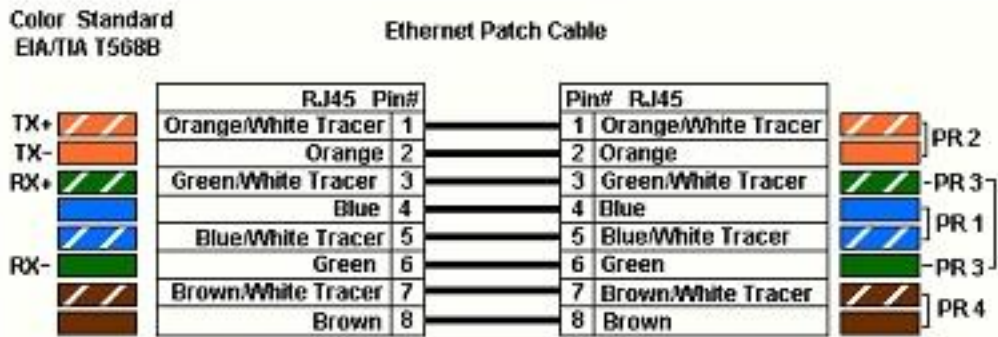 Color Standard
EIA/TIA T568B
Ethernet Patch Cable
RJ45 Pin# Pin# RJ45
TX+ Orange/White Tracer 1 1 Orange/White Tracer PR 2
TX- Orange 2 2 Orange
RX+ Green/White Tracer 3 3 Green/White Tracer PR 3
Blue 4 4 Blue PR 1
Blue/White Tracer 5 5 Blue/White Tracer
RX- Green 6 6 Green PR 3
Brown/White Tracer 7 7 Brown/White Tracer PR 4
Brown 8 8 Brown